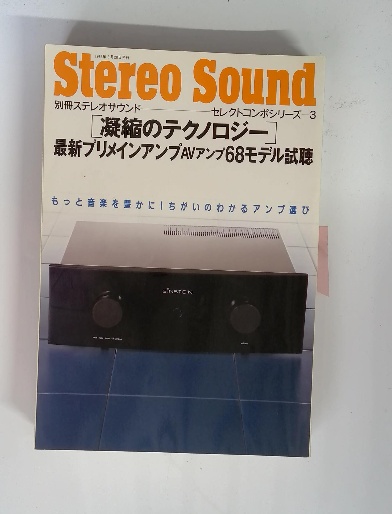 Stereo Sound
別冊ステレオサウンド
セレクトコンポシリーズ—3
[凝縮のテクノロジー]
最新プリメインアンプAVアンプ68モデル試聴
もっと音楽を豊かに!ちがいのわかるアンプ選び